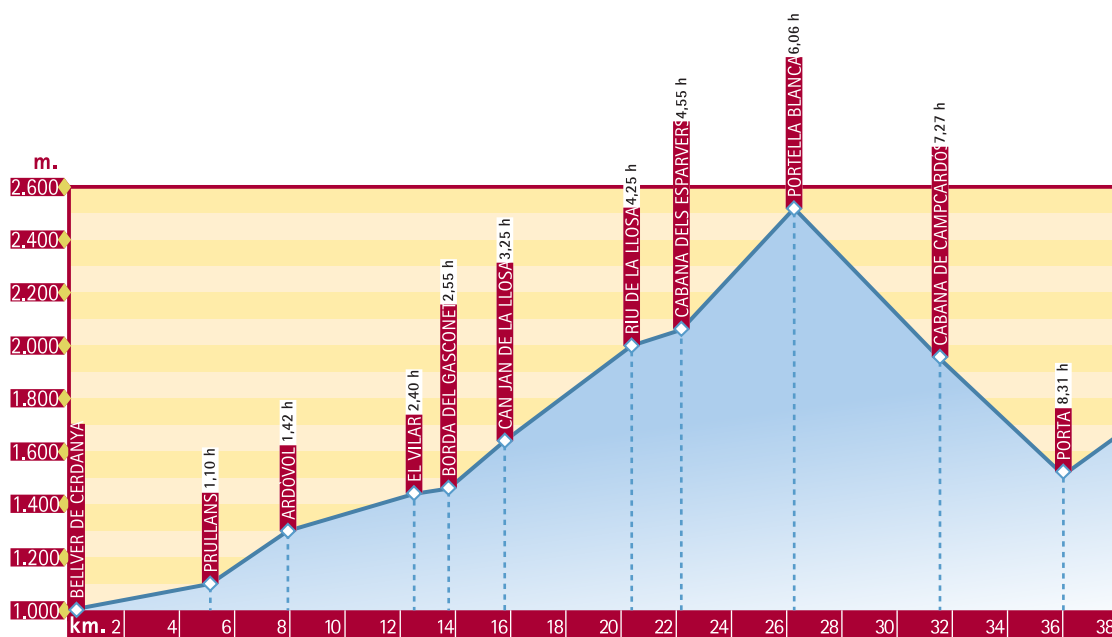 m.
2.600
2.400
2.200
2.000
1.800
1.600
1.400
1.200
1.000
BELLVER DE CERDANYA
PRULLANS 1,10 h
ARDÒVOL 1,42 h
EL VILAR 2,40 h
BORDA DEL GASCONET 2,55 h
CAN JAN DE LA LLOSA 3,25 h
RIU DE LA LLOSA 4,25 h
CABANA DELS ESPARVERS 4,55 h
PORTELLA BLANCA 6,06 h
CABANA DE CAMPCARDÓS 7,27 h
PORTA 8,31 h
km. 2 4 6 8 10 12 14 16 18 20 22 24 26 28 30 32 34 36 38